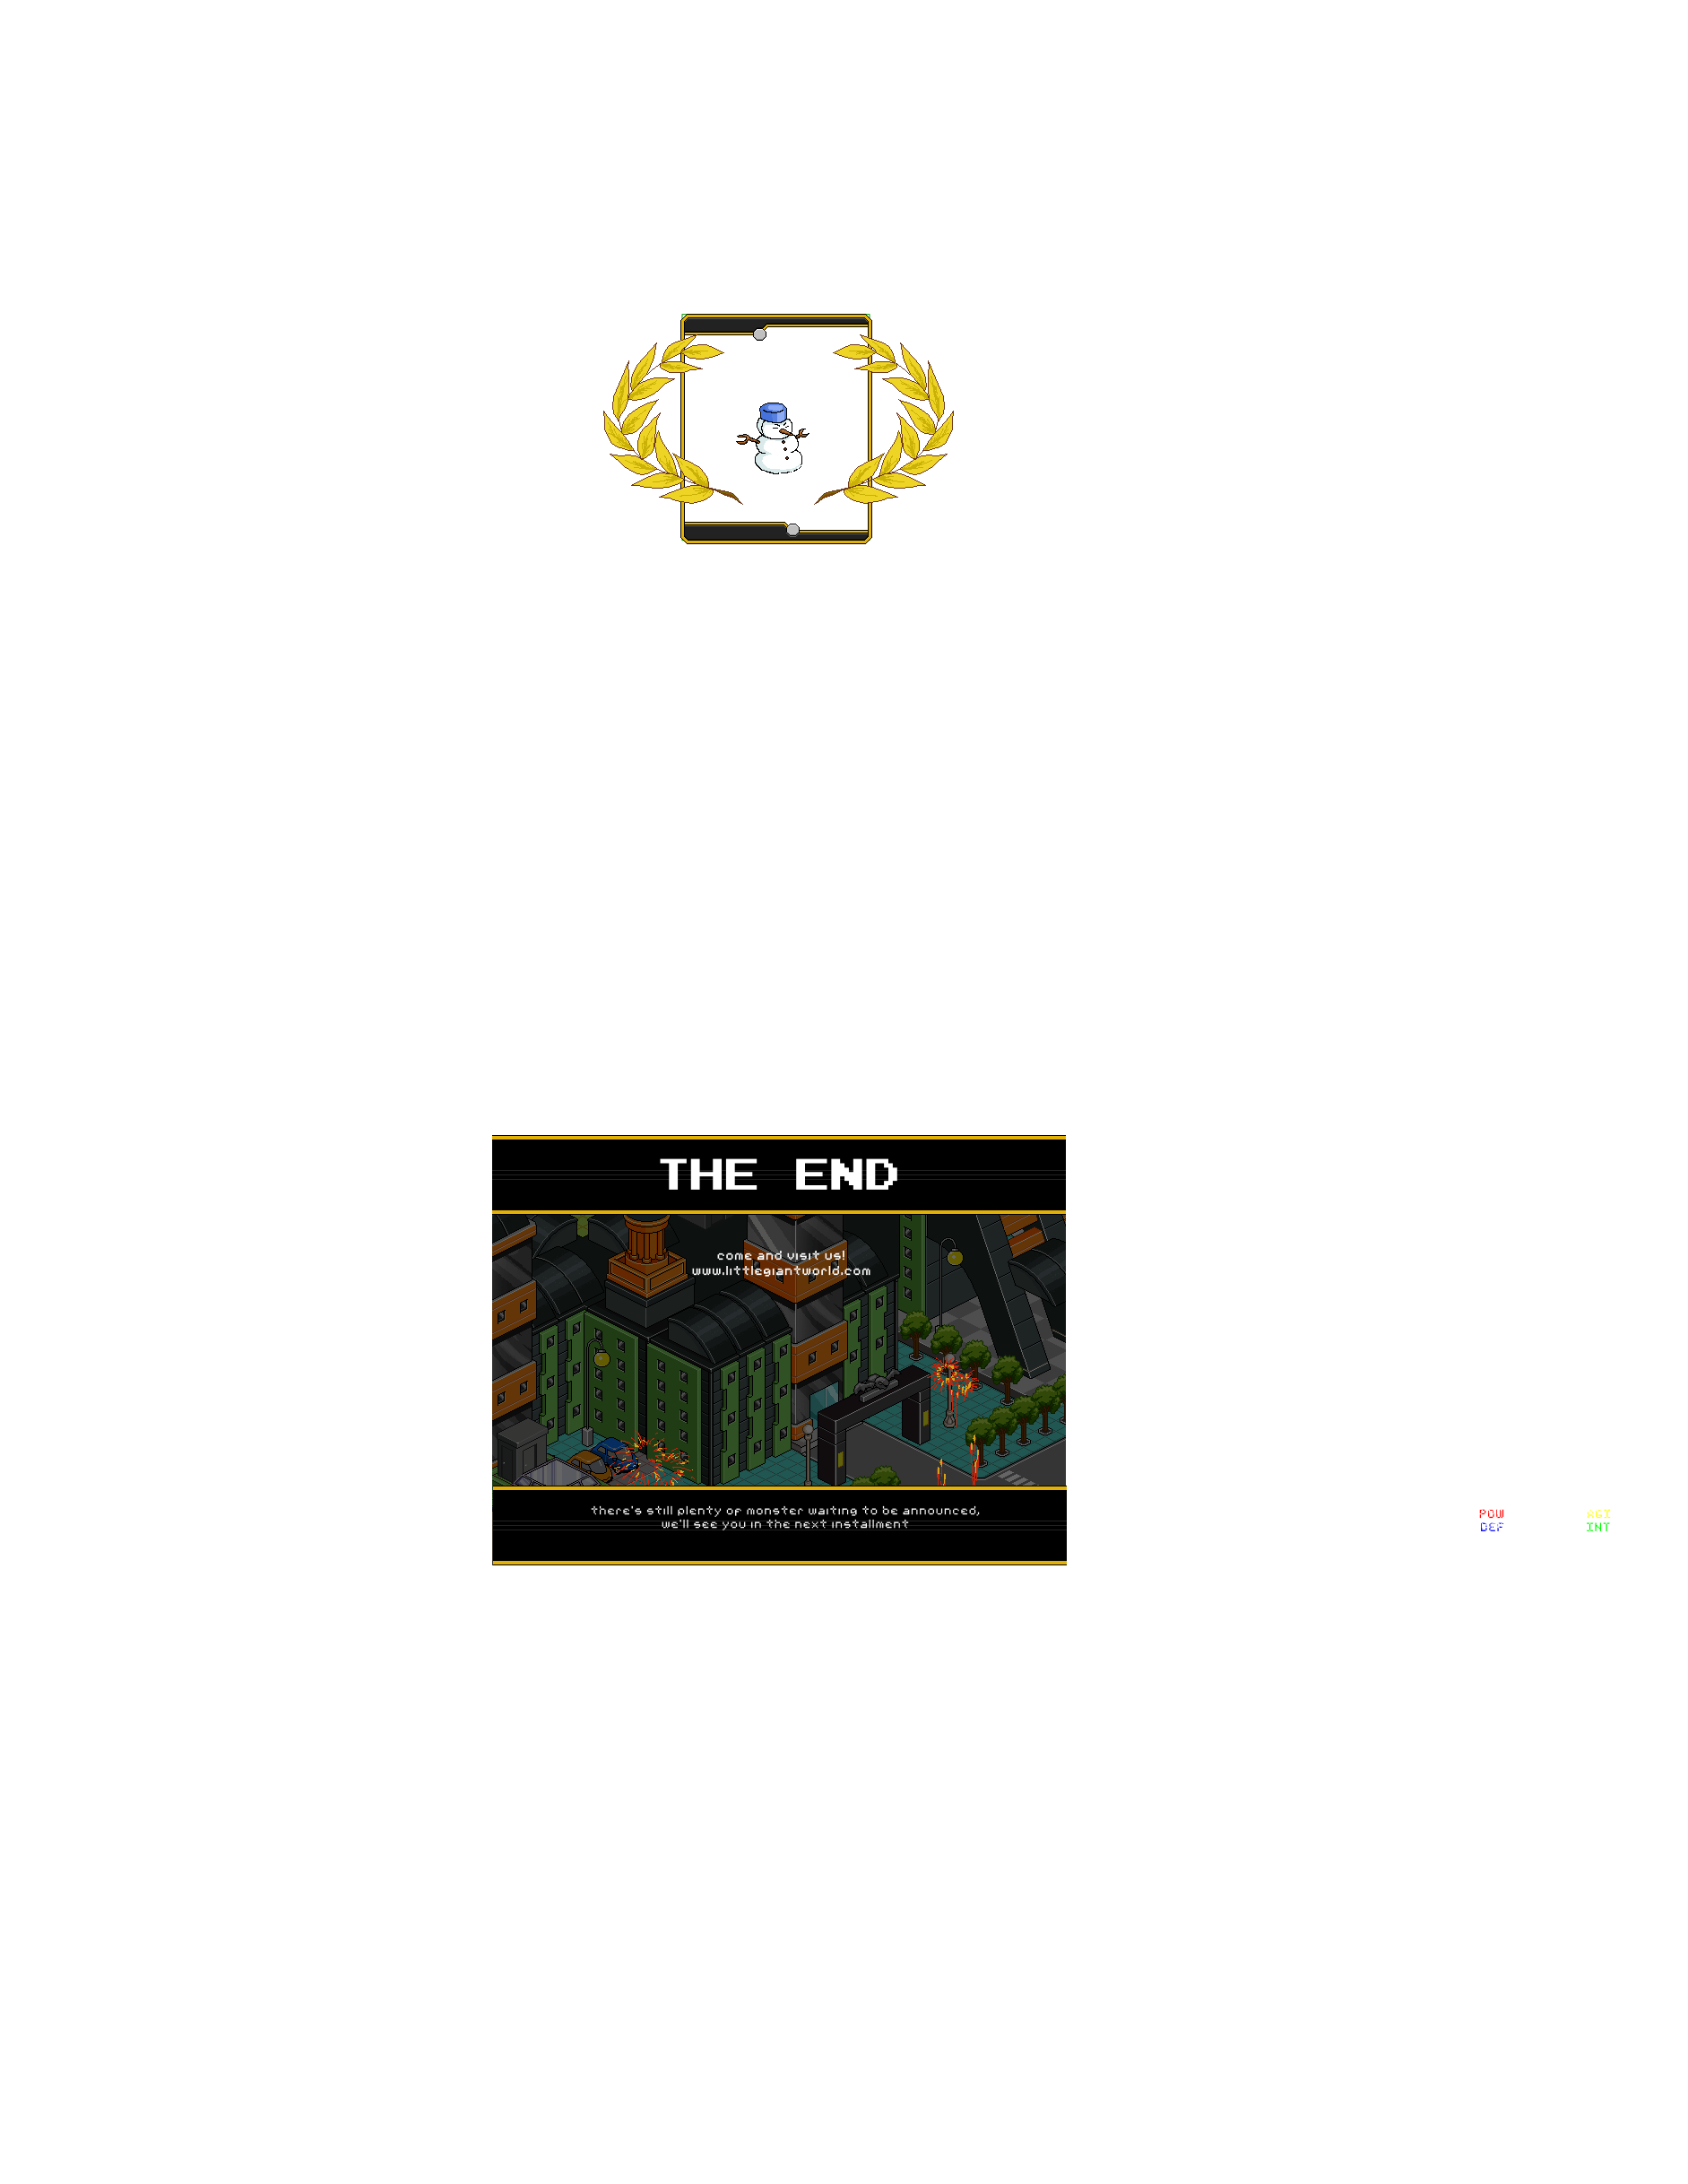 THE END
come and visit us!
www.littlegiantworld.com
there's still plenty of monster waiting to be announced,
we'll see you in the next installment
POW AGI
DEF INT